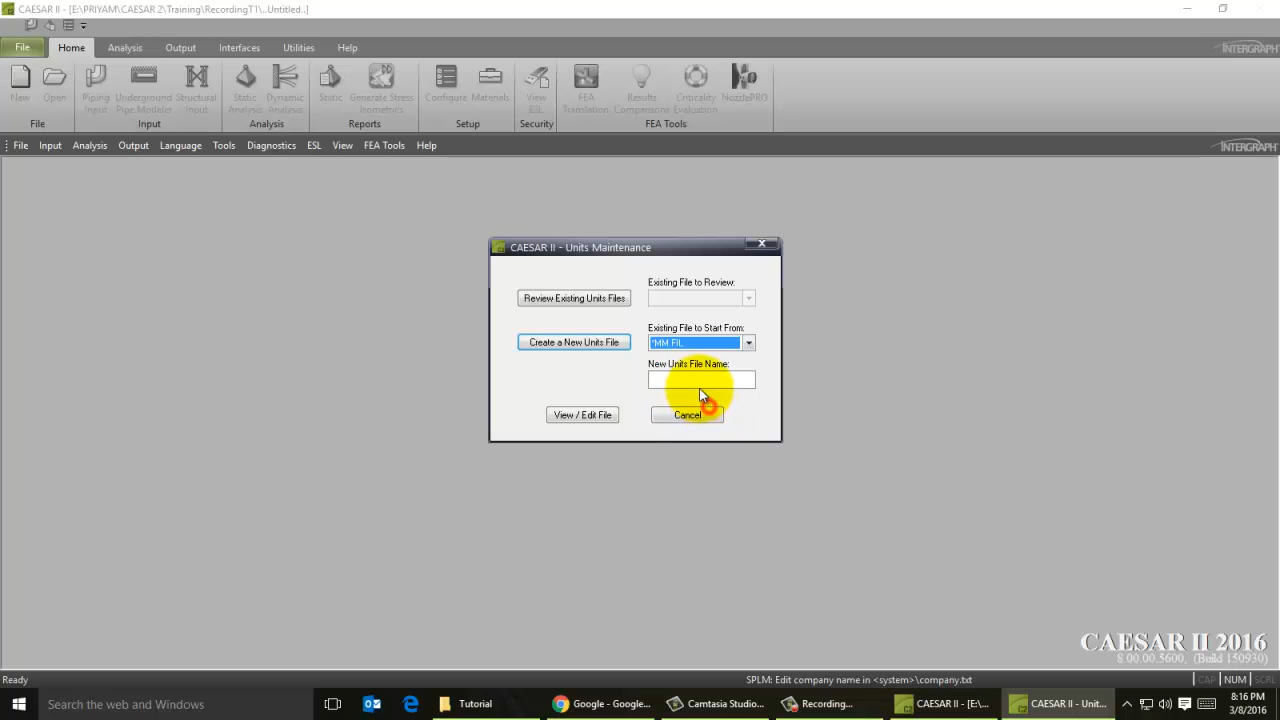 CAESAR II - [E:\PRIYAM\CAESAR 2\Training\RecordingT1\..Untitled..]
File Home Analysis Output Interfaces Utilities Help INTERGRAPH
New Open Piping Input Underground Pipe Modeler Structural Input Static Analysis Dynamic Analysis Static Generate Stress Isometrics Configure Materials View ESL FEA Translation Results Comparisons Criticality Evaluation NozzlePRO
File Input Analysis Reports Setup Security FEA Tools
File Input Analysis Output Language Tools Diagnostics ESL View FEA Tools Help INTERGRAPH
CAESAR II - Units Maintenance
Existing File to Review:
Review Existing Units Files
Existing File to Start From:
Create a New Units File *MM FIL
New Units File Name:
View / Edit File Cancel
CAESAR II 2016
8.00.00.5600, (Build 150930)
Ready SPLM: Edit company name in <system>\company.txt CAP NUM SCRL
Search the web and Windows Tutorial Google - Google... Camtasia Studio... Recording... CAESAR II - [E:\... CAESAR II - Unit... 8:16 PM
3/8/2016